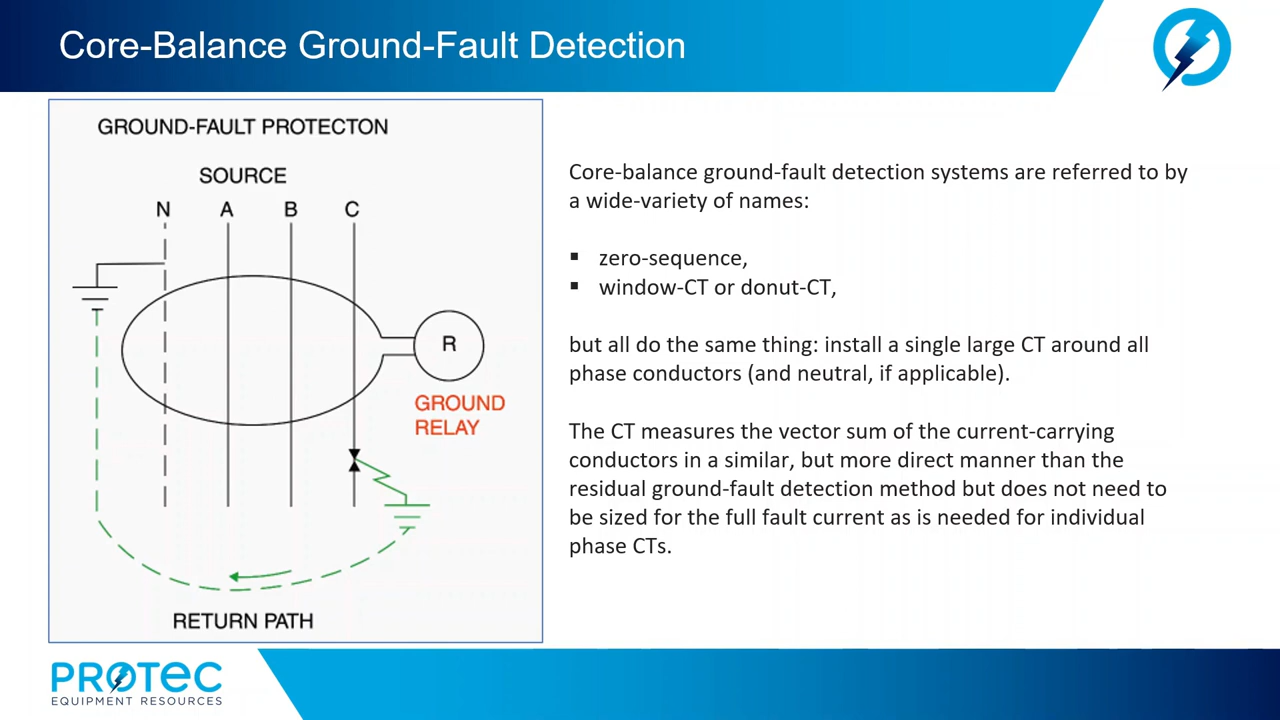 Core-Balance Ground-Fault Detection
GROUND-FAULT PROTECTON
SOURCE
N A B C
R
GROUND
RELAY
RETURN PATH
Core-balance ground-fault detection systems are referred to by
a wide-variety of names:
▪ zero-sequence,
▪ window-CT or donut-CT,
but all do the same thing: install a single large CT around all
phase conductors (and neutral, if applicable).
The CT measures the vector sum of the current-carrying
conductors in a similar, but more direct manner than the
residual ground-fault detection method but does not need to
be sized for the full fault current as is needed for individual
phase CTs.
PROTEC
EQUIPMENT RESOURCES